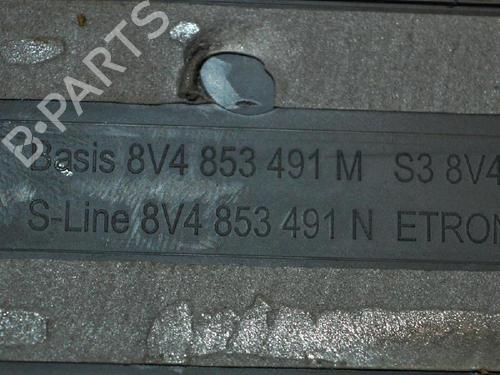 B-PARTS
Basis 8V4 853 491 M S3 8V4
S-Line 8V4 853 491 N ETRON